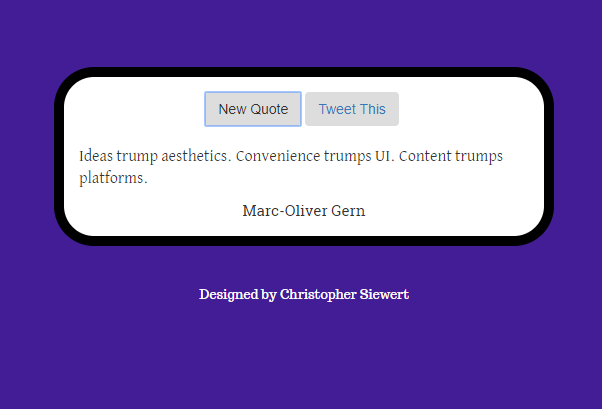 New Quote Tweet This
Ideas trump aesthetics. Convenience trumps UI. Content trumps
platforms.
Marc-Oliver Gern
Designed by Christopher Siewert